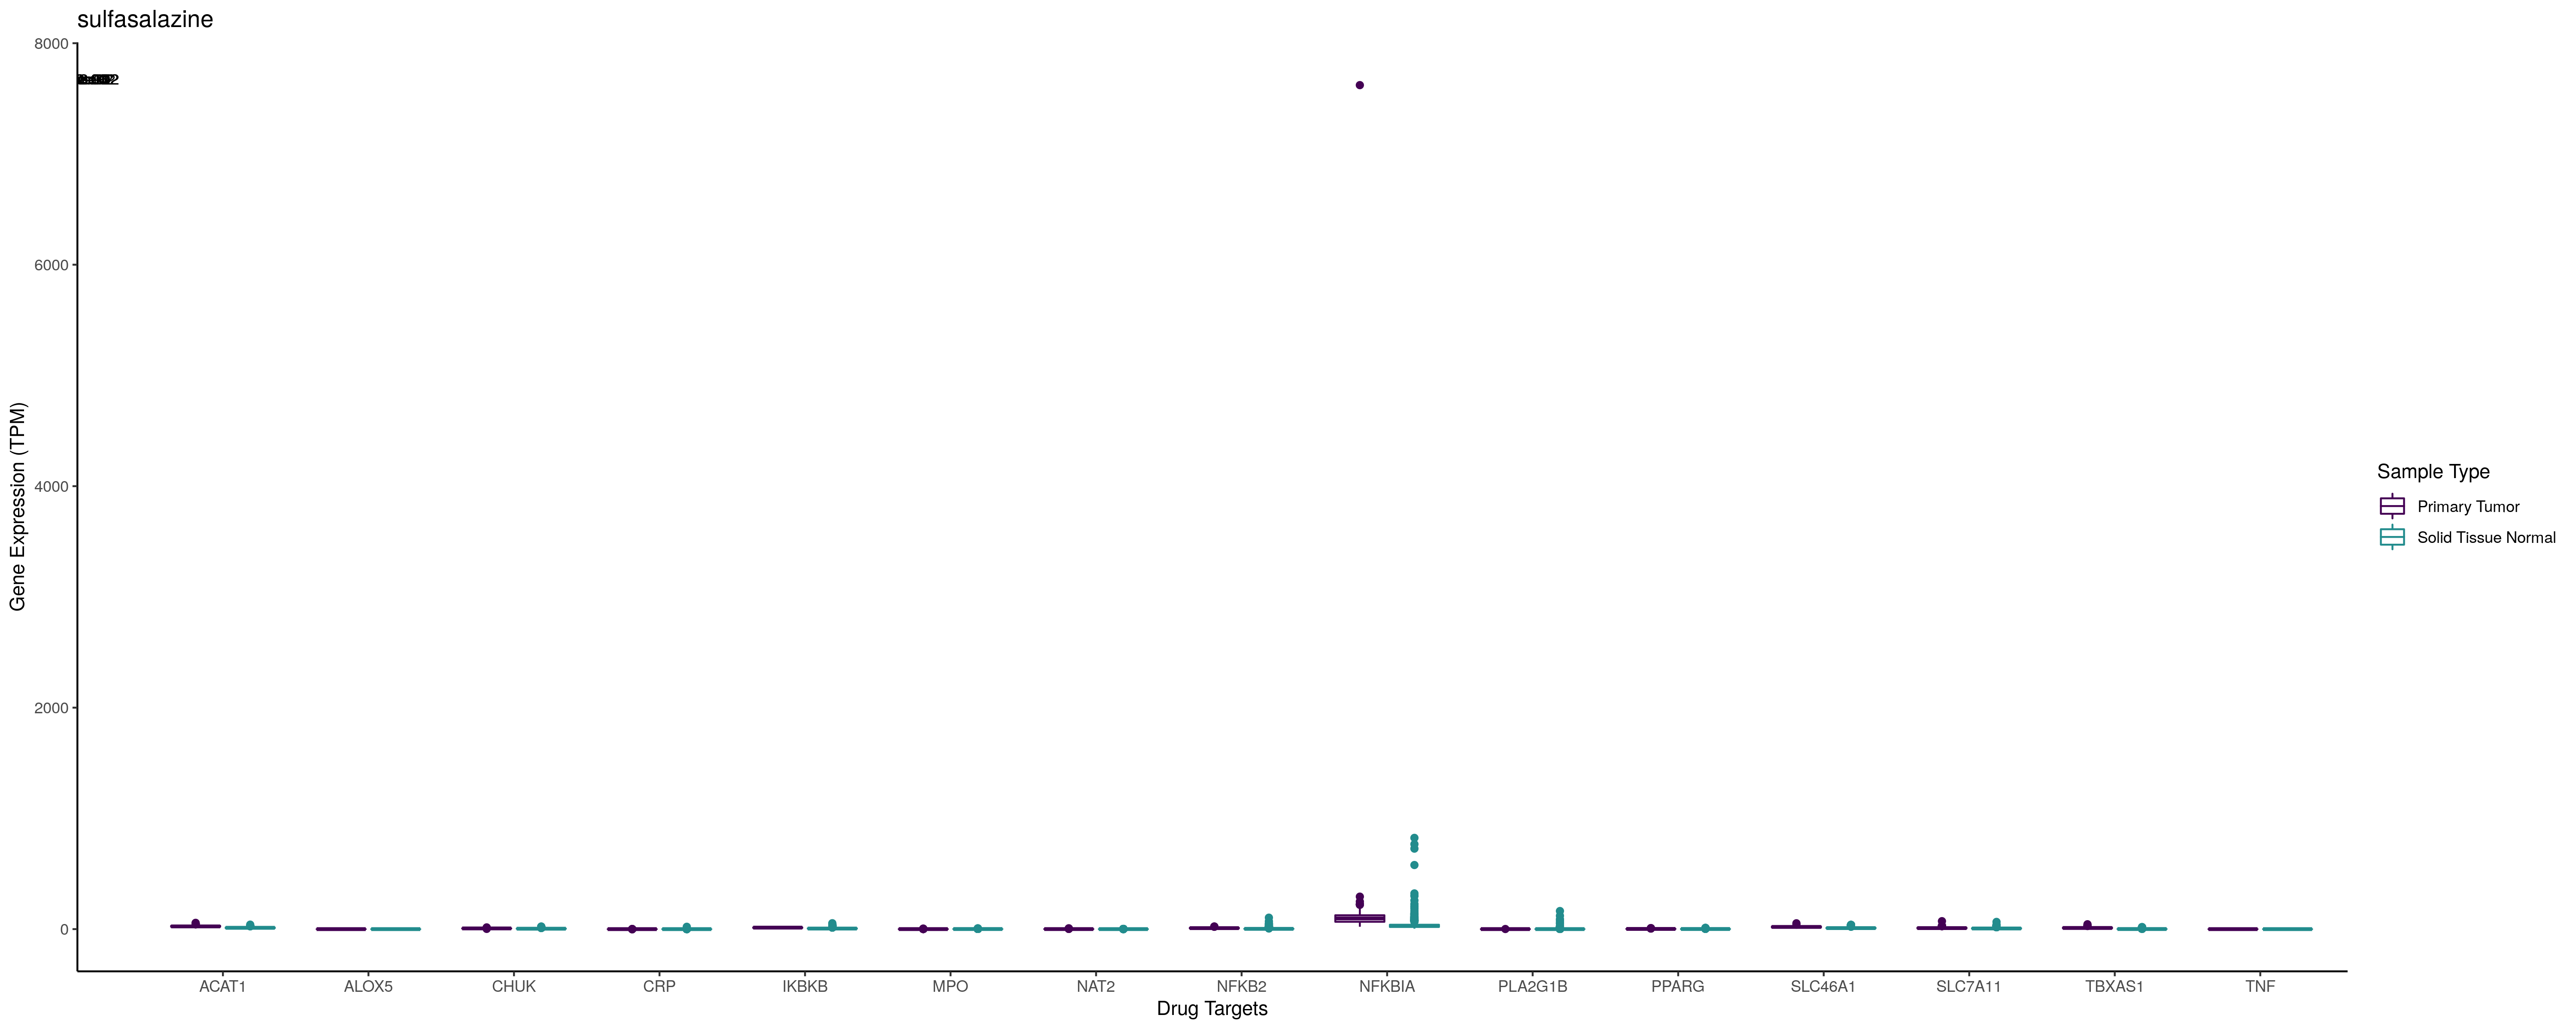 sulfasalazine
8000
6000
4000
2000
0
Gene Expression (TPM)
ACAT1 ALOX5 CHUK CRP IKBKB MPO NAT2 NFKB2 NFKBIA PLA2G1B PPARG SLC46A1 SLC7A11 TBXAS1 TNF
Drug Targets
Sample Type
Primary Tumor
Solid Tissue Normal